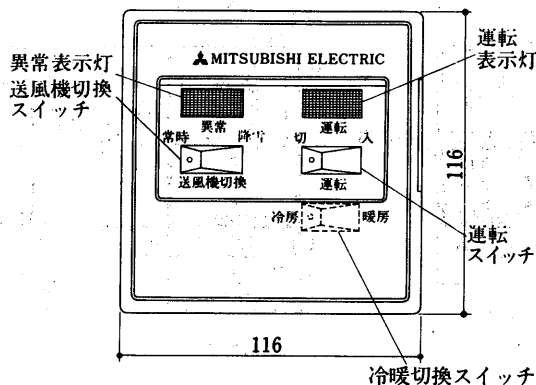 MITSUBISHI ELECTRIC
運転
表示灯
異常表示灯
送風機切換
スイッチ
異常
運転
常時
降雪
切
入
送風機切換
運転
116
冷房
暖房
運転
スイッチ
116
冷暖切換スイッチ